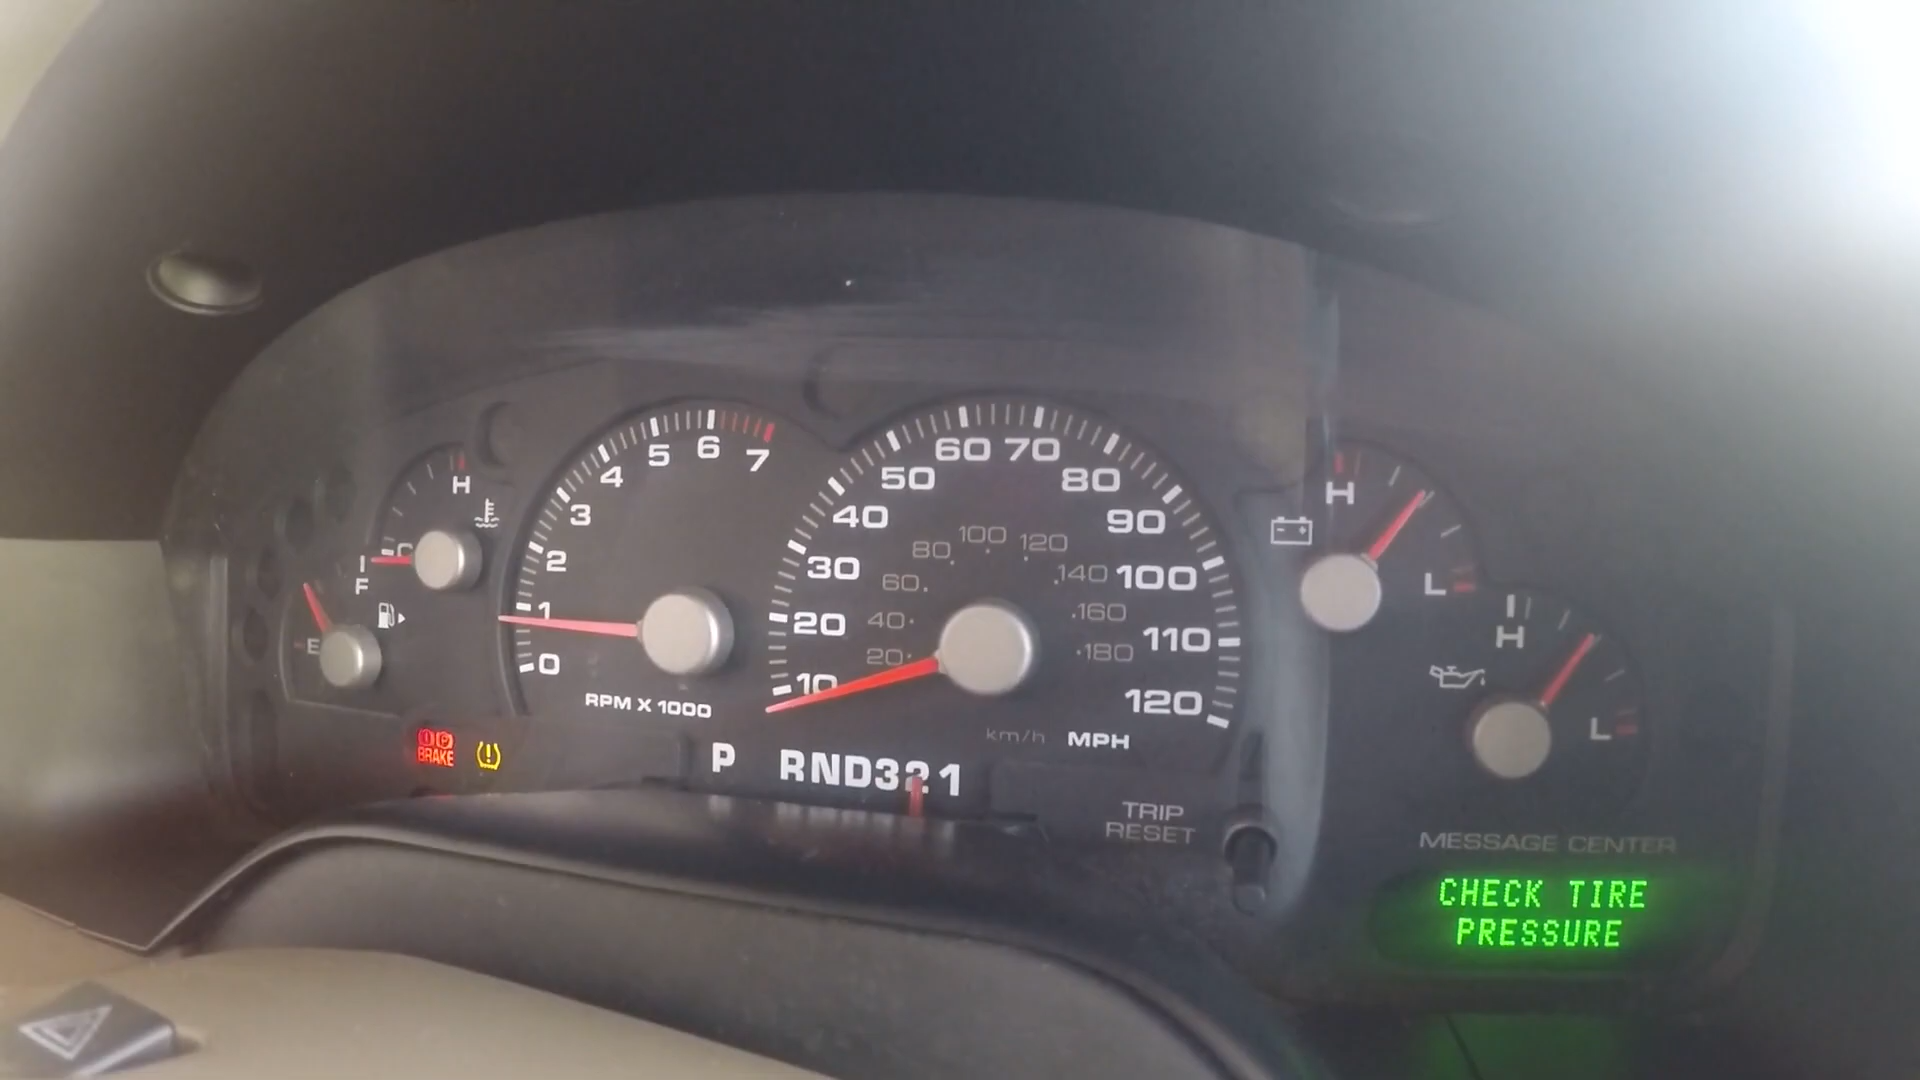 H
C
F
E
7
6
5
4
3
2
1
0
RPM X 1000
BRAKE
10
20
30
40
50
60
70
80
90
100
110
120
20
40
60
80
100
120
140
160
180
km/h MPH
P RND321
TRIP
RESET
H
L
H
L
MESSAGE CENTER
CHECK TIRE
PRESSURE